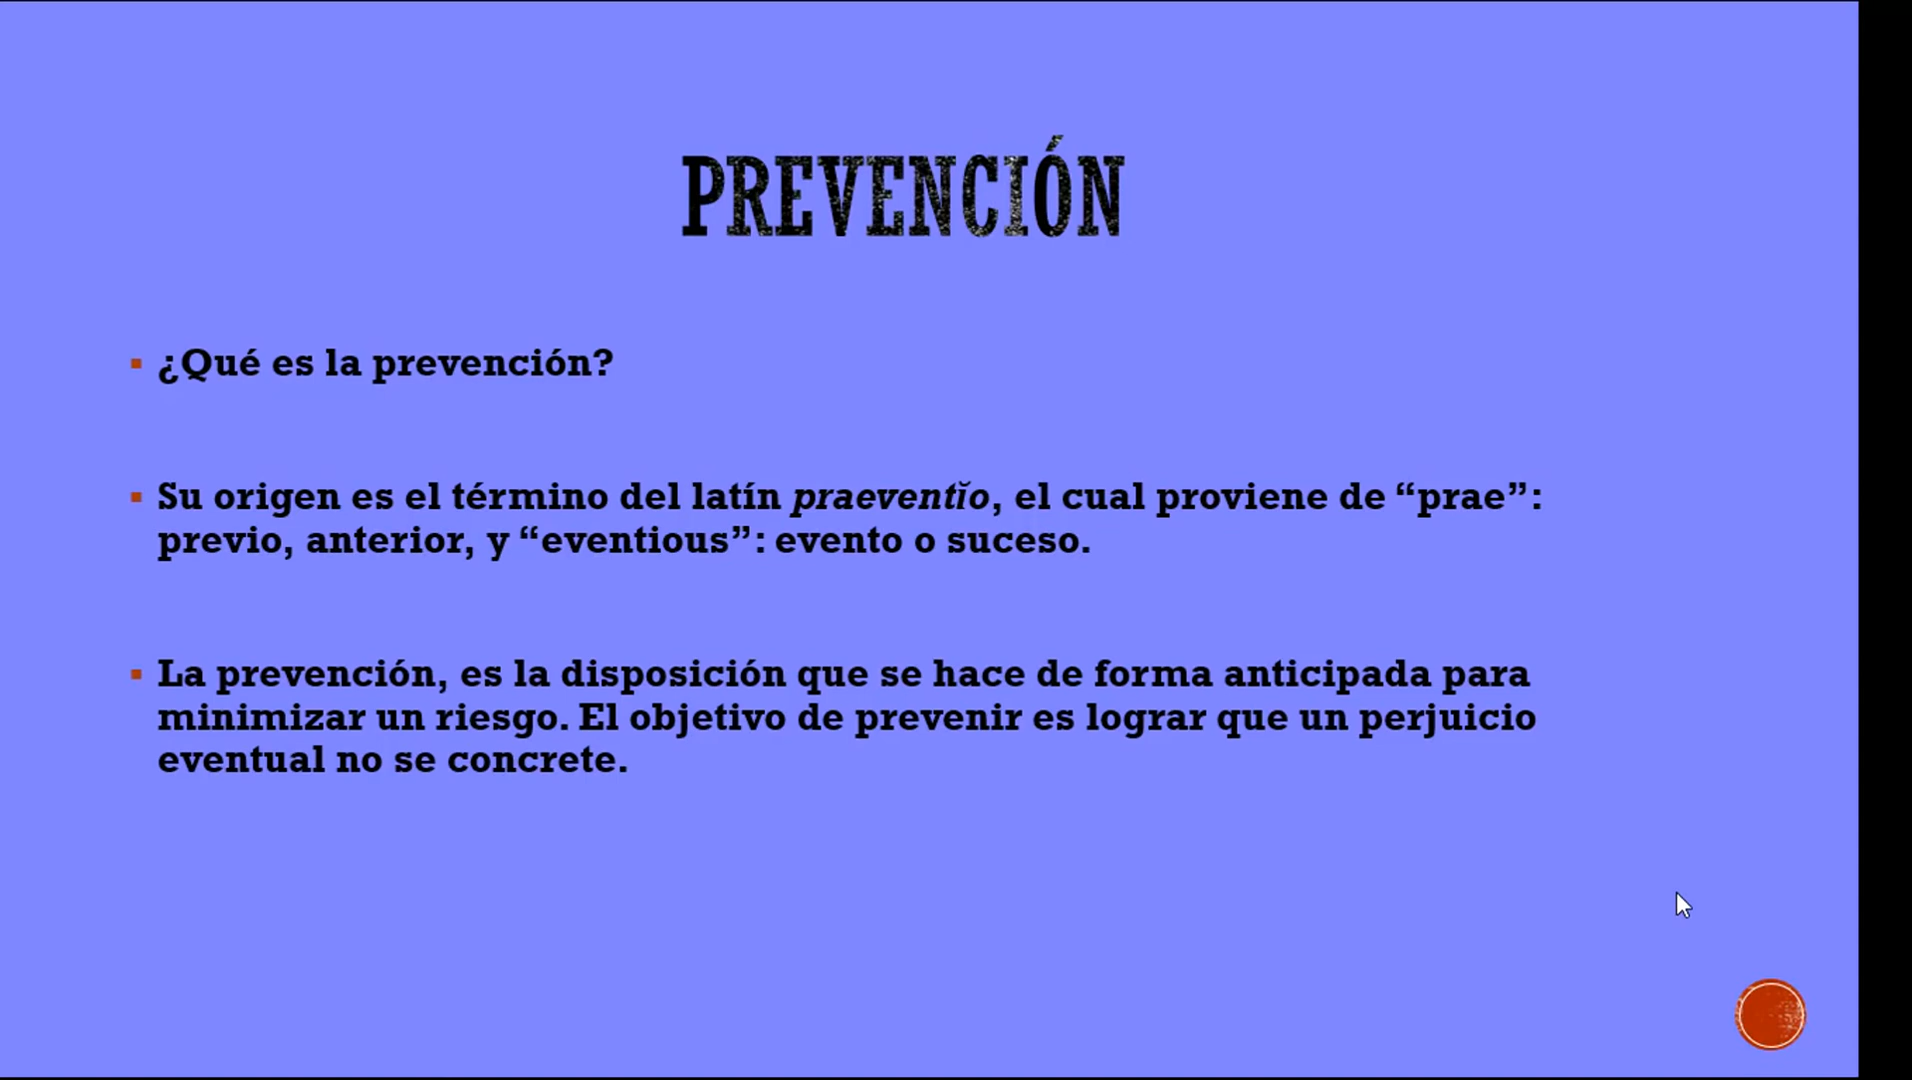 PREVENCIÓN
▪ ¿Qué es la prevención?
▪ Su origen es el término del latín praeventĭo, el cual proviene de “prae”:
previo, anterior, y “eventious”: evento o suceso.
▪ La prevención, es la disposición que se hace de forma anticipada para
minimizar un riesgo. El objetivo de prevenir es lograr que un perjuicio
eventual no se concrete.